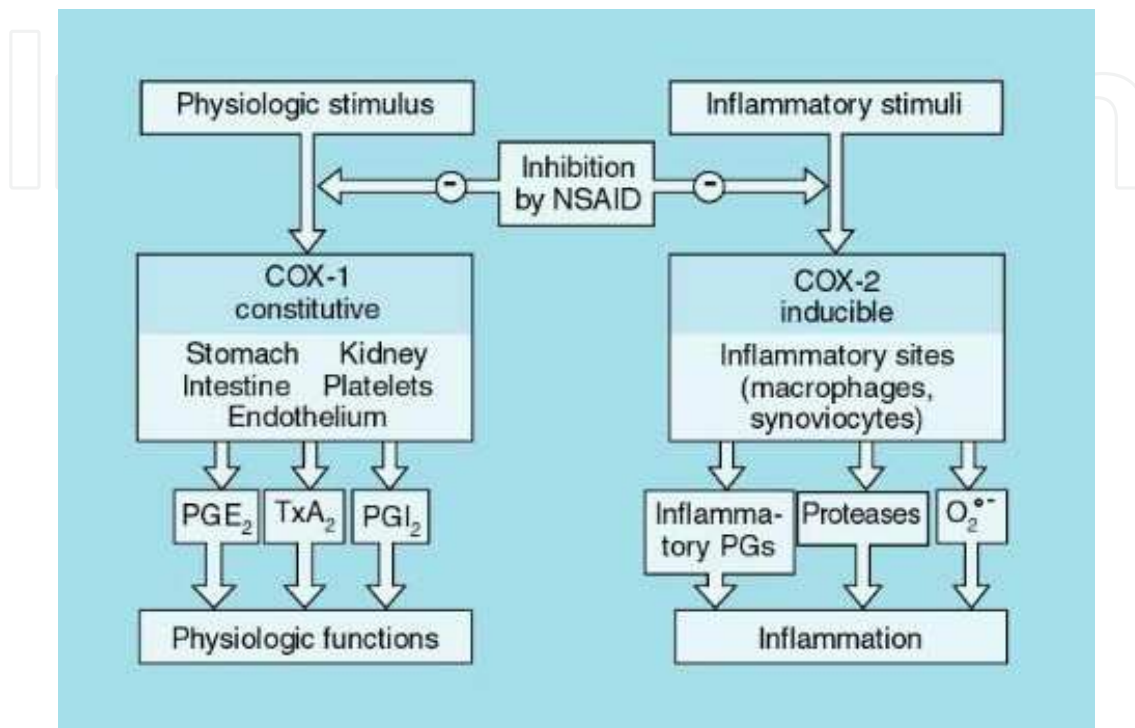 Physiologic stimulus
Inflammatory stimuli
Inhibition
by NSAID
-
-
COX-1
constitutive
Stomach Kidney
Intestine Platelets
Endothelium
COX-2
inducible
Inflammatory sites
(macrophages,
synoviocytes)
PGE₂
TxA₂
PGI₂
Inflamma-
tory PGs
Proteases
O₂•-
Physiologic functions
Inflammation